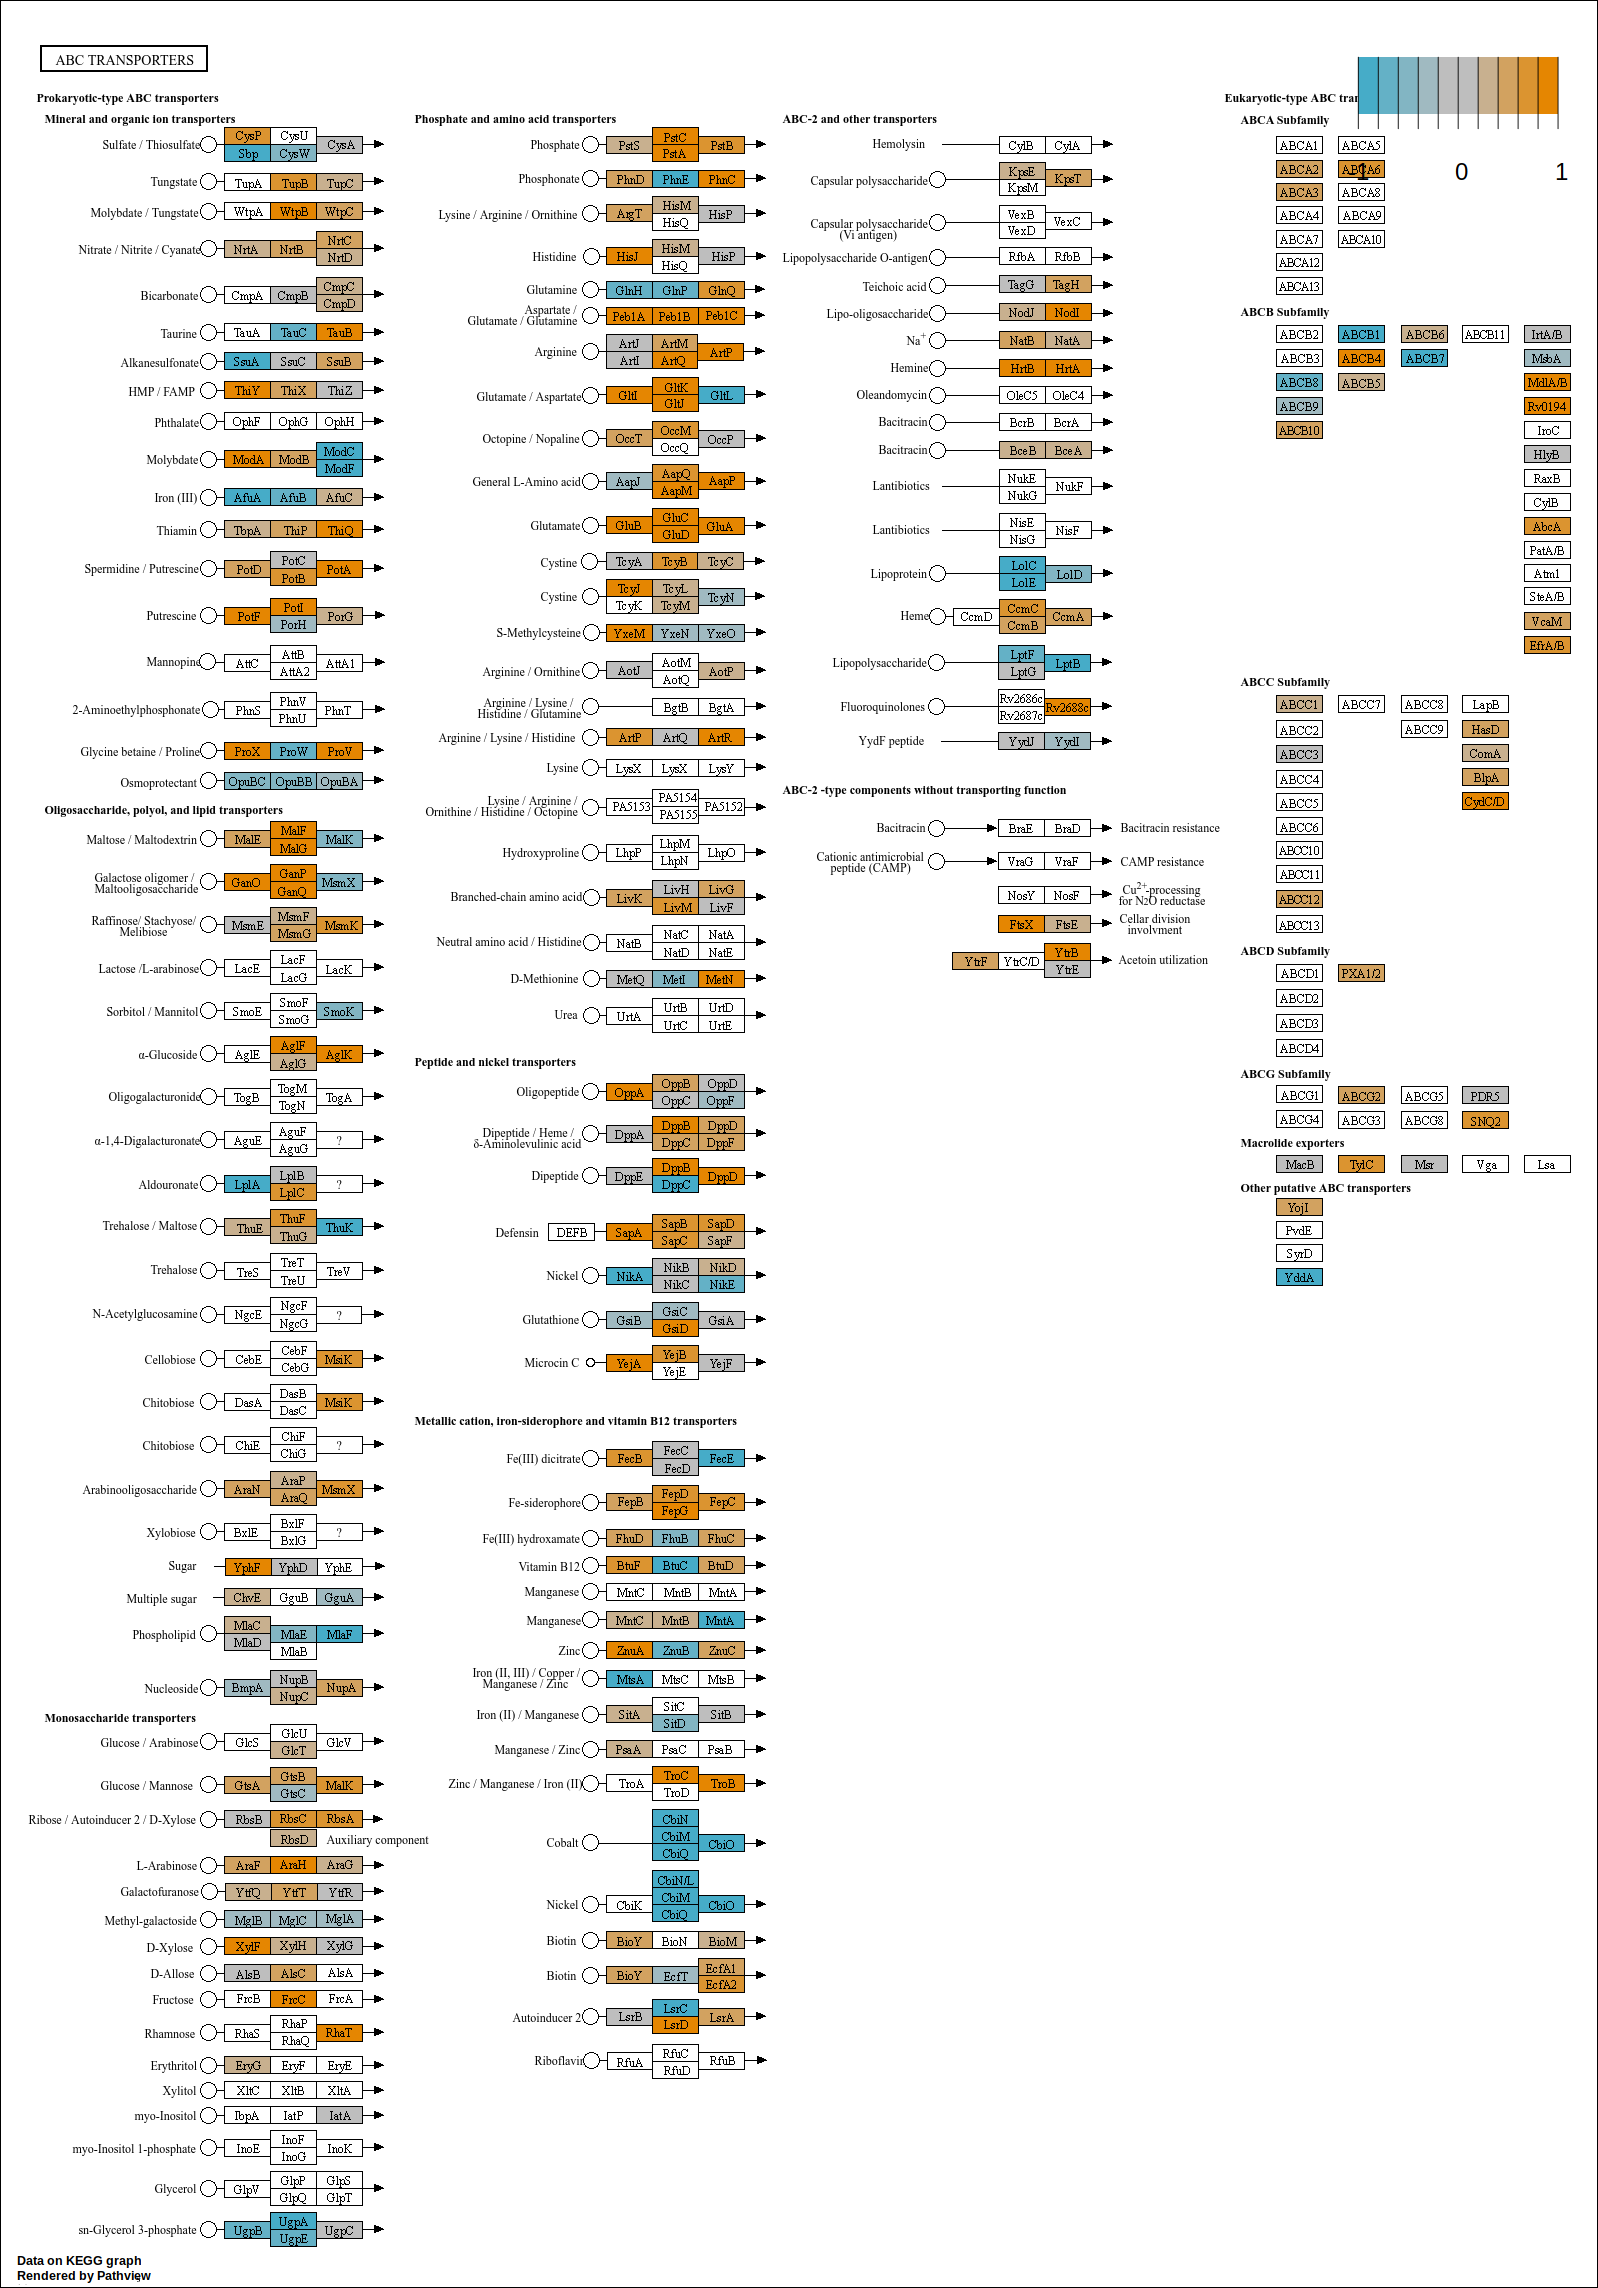 ABC TRANSPORTERS
-1 0 1
Prokaryotic-type ABC transporters
Mineral and organic ion transporters
Sulfate / Thiosulfate CysP CysU Sbp CysW CysA
Tungstate TupA TupB TupC
Molybdate / Tungstate WtpA WtpB WtpC
Nitrate / Nitrite / Cyanate NrtA NrtB NrtC NrtD
Bicarbonate CmpA CmpB CmpC CmpD
Taurine TauA TauC TauB
Alkanesulfonate SsuA SsuC SsuB
HMP / FAMP ThiY ThiX ThiZ
Phthalate OphF OphG OphH
Molybdate ModA ModB ModC ModF
Iron (III) AfuA AfuB AfuC
Thiamin TbpA ThiP ThiQ
Spermidine / Putrescine PotD PotC PotB PotA
Putrescine PotF PotI PotH PotG
Mannopine AttC AttB AttA2 AttA1
2-Aminoethylphosphonate PhnS PhnV PhnU PhnT
Glycine betaine / Proline ProX ProW ProV
Osmoprotectant OpuBC OpuBB OpuBA
Oligosaccharide, polyol, and lipid transporters
Maltose / Maltodextrin MalE MalF MalG MalK
Galactose oligomer /
Maltooligosaccharide GanO GanP GanQ MsmX
Raffinose/ Stachyose/
Melibiose MsmE MsmF MsmG MsmK
Lactose /L-arabinose LacE LacF LacG LacK
Sorbitol / Mannitol SmoE SmoF SmoG SmoK
α-Glucoside AglE AglF AglG AglK
Oligogalacturonide TogB TogM TogN TogA
α-1,4-Digalacturonate AguE AguF AguG ?
Aldouronate LplA LplB LplC ?
Trehalose / Maltose ThuE ThuF ThuG ThuK
Trehalose TreS TreT TreU TreV
N-Acetylglucosamine NgcE NgcF NgcG ?
Cellobiose CebE CebF CebG MsiK
Chitobiose DasA DasB DasC MsiK
Chitobiose ChiE ChiF ChiG ?
Arabinooligosaccharide AraN AraP AraQ MsmX
Xylobiose BxlE BxlF BxlG ?
Sugar YphF YphD YphE
Multiple sugar ChvE GguB GguA
Phospholipid MlaC MlaD MlaE MlaB MlaF
Nucleoside BmpA NupB NupC NupA
Monosaccharide transporters
Glucose / Arabinose GlcS GlcU GlcT GlcV
Glucose / Mannose GtsA GtsB GtsC MalK
Ribose / Autoinducer 2 / D-Xylose RbsB RbsC RbsA
RbsD Auxiliary component
L-Arabinose AraF AraH AraG
Galactofuranose YtfQ YtfT YtfR
Methyl-galactoside MglB MglC MglA
D-Xylose XylF XylH XylG
D-Allose AlsB AlsC AlsA
Fructose FrcB FrcC FrcA
Rhamnose RhaS RhaP RhaQ RhaT
Erythritol EryG EryF EryE
Xylitol XltC XltB XltA
myo-Inositol IbpA IatP IatA
myo-Inositol 1-phosphate InoE InoF InoG InoK
Glycerol GlpV GlpP GlpQ GlpS GlpT
sn-Glycerol 3-phosphate UgpB UgpA UgpE UgpC
Phosphate and amino acid transporters
Phosphate PstS PstC PstA PstB
Phosphonate PhnD PhnE PhnC
Lysine / Arginine / Ornithine ArgT HisM HisQ HisP
Histidine HisJ HisM HisQ HisP
Glutamine GlnH GlnP GlnQ
Aspartate /
Glutamate / Glutamine Peb1A Peb1B Peb1C
Arginine ArtJ ArtI ArtM ArtQ ArtP
Glutamate / Aspartate GltI GltK GltJ GltL
Octopine / Nopaline OccT OccM OccQ OccP
General L-Amino acid AapJ AapQ AapM AapP
Glutamate GluB GluC GluD GluA
Cystine TcyA TcyB TcyC
Cystine TcyJ TcyK TcyL TcyM TcyN
S-Methylcysteine YxeM YxeN YxeO
Arginine / Ornithine AotJ AotM AotQ AotP
Arginine / Lysine /
Histidine / Glutamine BgtB BgtA
Arginine / Lysine / Histidine ArtP ArtQ ArtR
Lysine LysX LysX LysY
Lysine / Arginine /
Ornithine / Histidine / Octopine PA5153 PA5154 PA5155 PA5152
Hydroxyproline LhpP LhpM LhpN LhpO
Branched-chain amino acid LivK LivH LivM LivG LivF
Neutral amino acid / Histidine NatB NatC NatD NatA NatE
D-Methionine MetQ MetI MetN
Urea UrtA UrtB UrtC UrtD UrtE
Peptide and nickel transporters
Oligopeptide OppA OppB OppC OppD OppF
Dipeptide / Heme /
δ-Aminolevulinic acid DppA DppB DppC DppD DppF
Dipeptide DppE DppB DppC DppD
Defensin DEFB SapA SapB SapC SapD SapF
Nickel NikA NikB NikC NikD NikE
Glutathione GsiB GsiC GsiD GsiA
Microcin C YejA YejB YejE YejF
Metallic cation, iron-siderophore and vitamin B12 transporters
Fe(III) dicitrate FecB FecC FecD FecE
Fe-siderophore FepB FepD FepG FepC
Fe(III) hydroxamate FhuD FhuB FhuC
Vitamin B12 BtuF BtuC BtuD
Manganese MntC MntB MntA
Manganese MntC MntB MntA
Zinc ZnuA ZnuB ZnuC
Iron (II, III) / Copper /
Manganese / Zinc MtsA MtsC MtsB
Iron (II) / Manganese SitA SitC SitD SitB
Manganese / Zinc PsaA PsaC PsaB
Zinc / Manganese / Iron (II) TroA TroC TroD TroB
Cobalt CbiN CbiM CbiQ CbiO
Nickel CbiK CbiN/L CbiM CbiQ CbiO
Biotin BioY BioN BioM
Biotin BioY EcfT EcfA1 EcfA2
Autoinducer 2 LsrB LsrC LsrD LsrA
Riboflavin RfuA RfuC RfuD RfuB
ABC-2 and other transporters
Hemolysin CylB CylA
Capsular polysaccharide KpsE KpsM KpsT
Capsular polysaccharide
(Vi antigen) VexB VexD VexC
Lipopolysaccharide O-antigen RfbA RfbB
Teichoic acid TagG TagH
Lipo-oligosaccharide NodJ NodI
Na+ NatB NatA
Hemine HrtB HrtA
Oleandomycin OleC5 OleC4
Bacitracin BcrB BcrA
Bacitracin BceB BceA
Lantibiotics NukE NukG NukF
Lantibiotics NisE NisG NisF
Lipoprotein LolC LolE LolD
Heme CcmD CcmC CcmB CcmA
Lipopolysaccharide LptF LptG LptB
Fluoroquinolones Rv2686c Rv2687c Rv2688c
YydF peptide YydJ YydI
ABC-2 -type components without transporting function
Bacitracin BraE BraD Bacitracin resistance
Cationic antimicrobial
peptide (CAMP) VraG VraF CAMP resistance
NosY NosF Cu2+-processing
for N2O reductase
FtsX FtsE Cellar division
involvment
YtrF YtrC/D YtrB YtrE Acetoin utilization
Eukaryotic-type ABC tran
ABCA Subfamily
ABCA1 ABCA5
ABCA2 ABCA6
ABCA3 ABCA8
ABCA4 ABCA9
ABCA7 ABCA10
ABCA12
ABCA13
ABCB Subfamily
ABCB2 ABCB1 ABCB6 ABCB11 IrtA/B
ABCB3 ABCB4 ABCB7 MsbA
ABCB8 ABCB5 MdlA/B
ABCB9 Rv0194
ABCB10 IroC
HlyB
RaxB
CylB
AbcA
PatA/B
Atm1
SteA/B
VcaM
EfrA/B
ABCC Subfamily
ABCC1 ABCC7 ABCC8 LapB
ABCC2 ABCC9 HasD
ABCC3 ComA
ABCC4 BlpA
ABCC5 CydC/D
ABCC6
ABCC10
ABCC11
ABCC12
ABCC13
ABCD Subfamily
ABCD1 PXA1/2
ABCD2
ABCD3
ABCD4
ABCG Subfamily
ABCG1 ABCG2 ABCG5 PDR5
ABCG4 ABCG3 ABCG8 SNQ2
Macrolide exporters
MacB TylC Msr Vga Lsa
Other putative ABC transporters
YojI
PvdE
SyrD
YddA
Data on KEGG graph
Rendered by Pathview